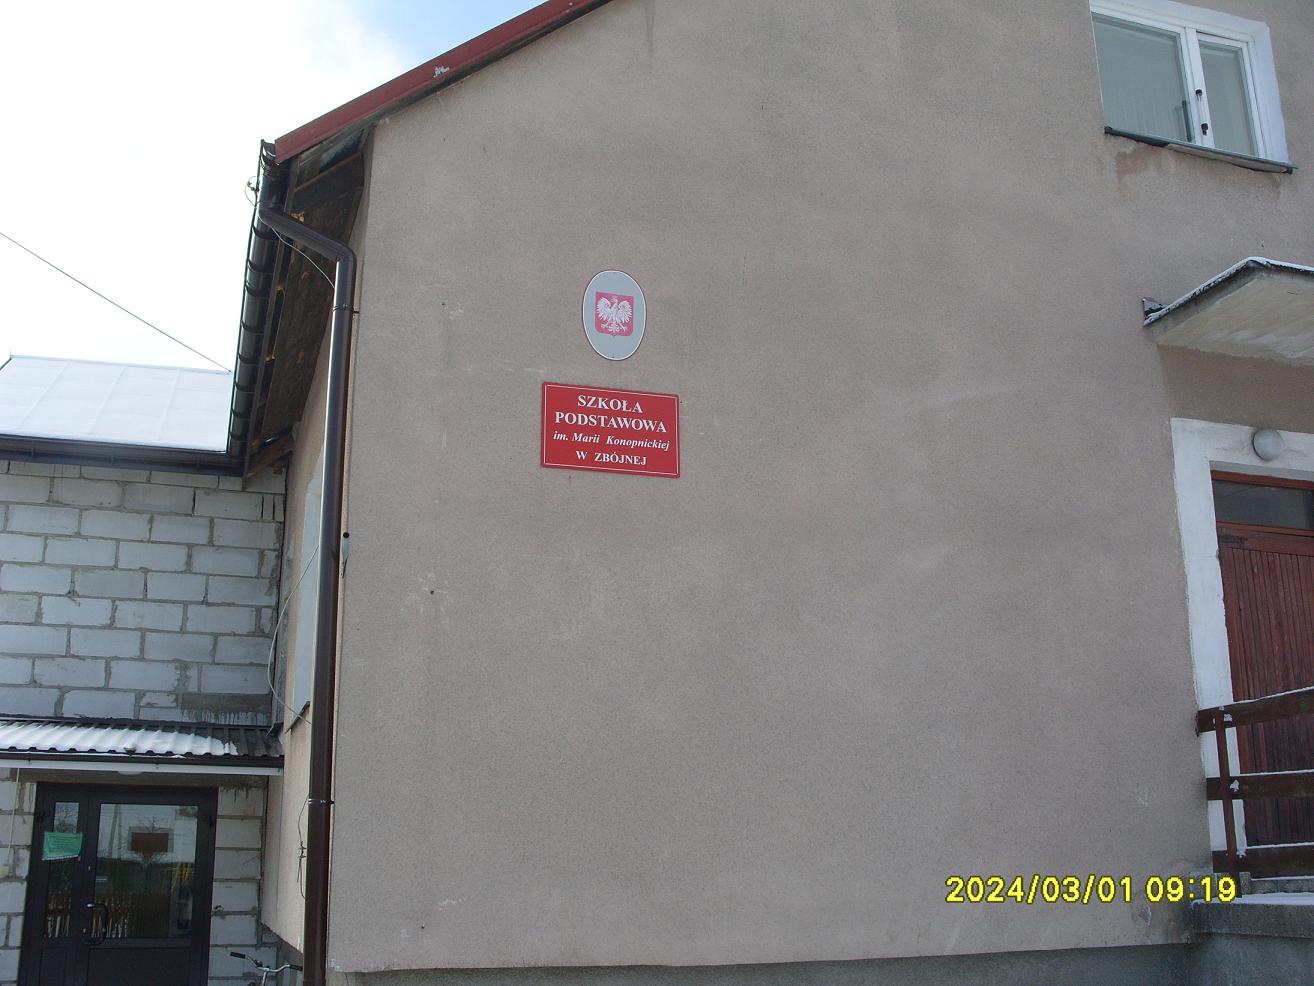 SZKOŁA
PODSTAWOWA
im. Marii Konopnickiej
W ZBÓJNEJ
2024/03/01 09:19